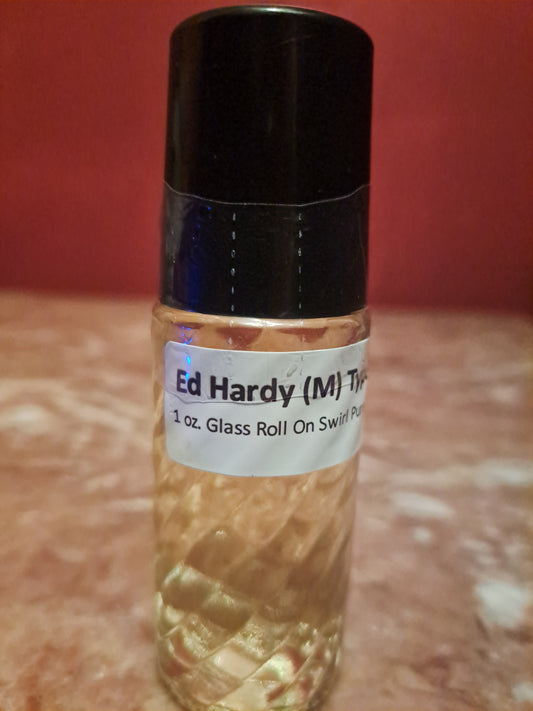 Ed Hardy (M)
1 oz. Glass Roll On Swirl